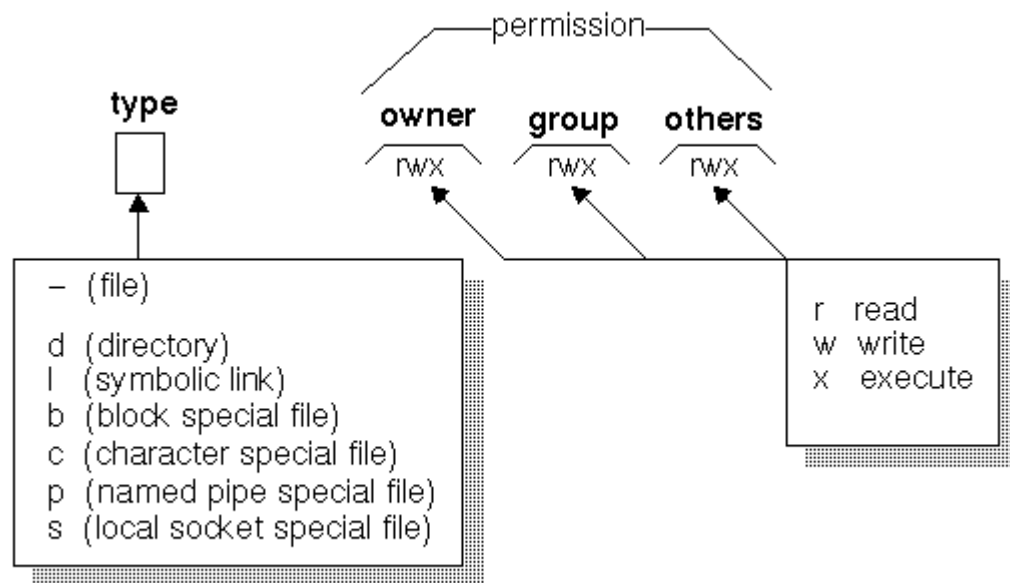 permission
type
owner group others
rwx rwx rwx
– (file)
d (directory)
l (symbolic link)
b (block special file)
c (character special file)
p (named pipe special file)
s (local socket special file)
r read
w write
x execute